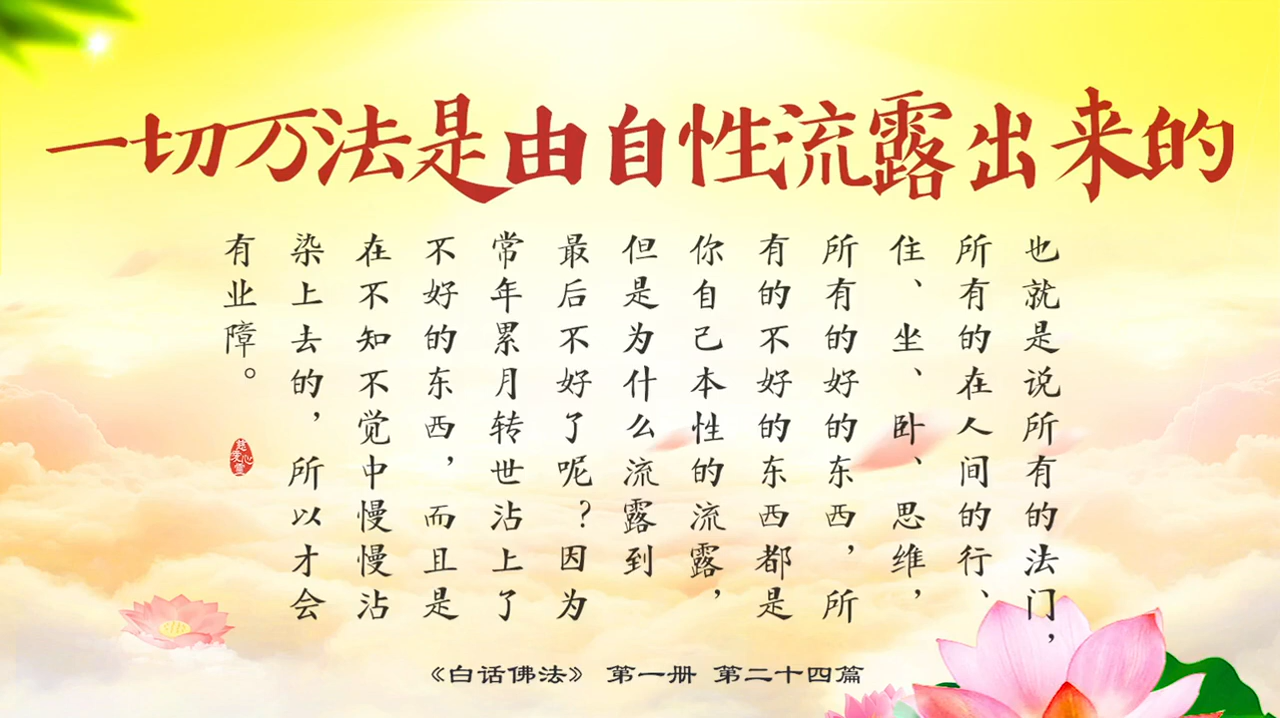 一切万法是由自性流露出来的
也就是说所有的法门，
所有的在人间的行、
住、坐、卧、思维，
所有的好的东西，所
有的不好的东西都是
你自己本性的流露，
但是为什么流露到
最后不好了呢？因为
常年累月转世沾上了
不好的东西，而且是
在不知不觉中慢慢沾
染上去的，所以才会
有业障。
《白话佛法》 第一册 第二十四篇